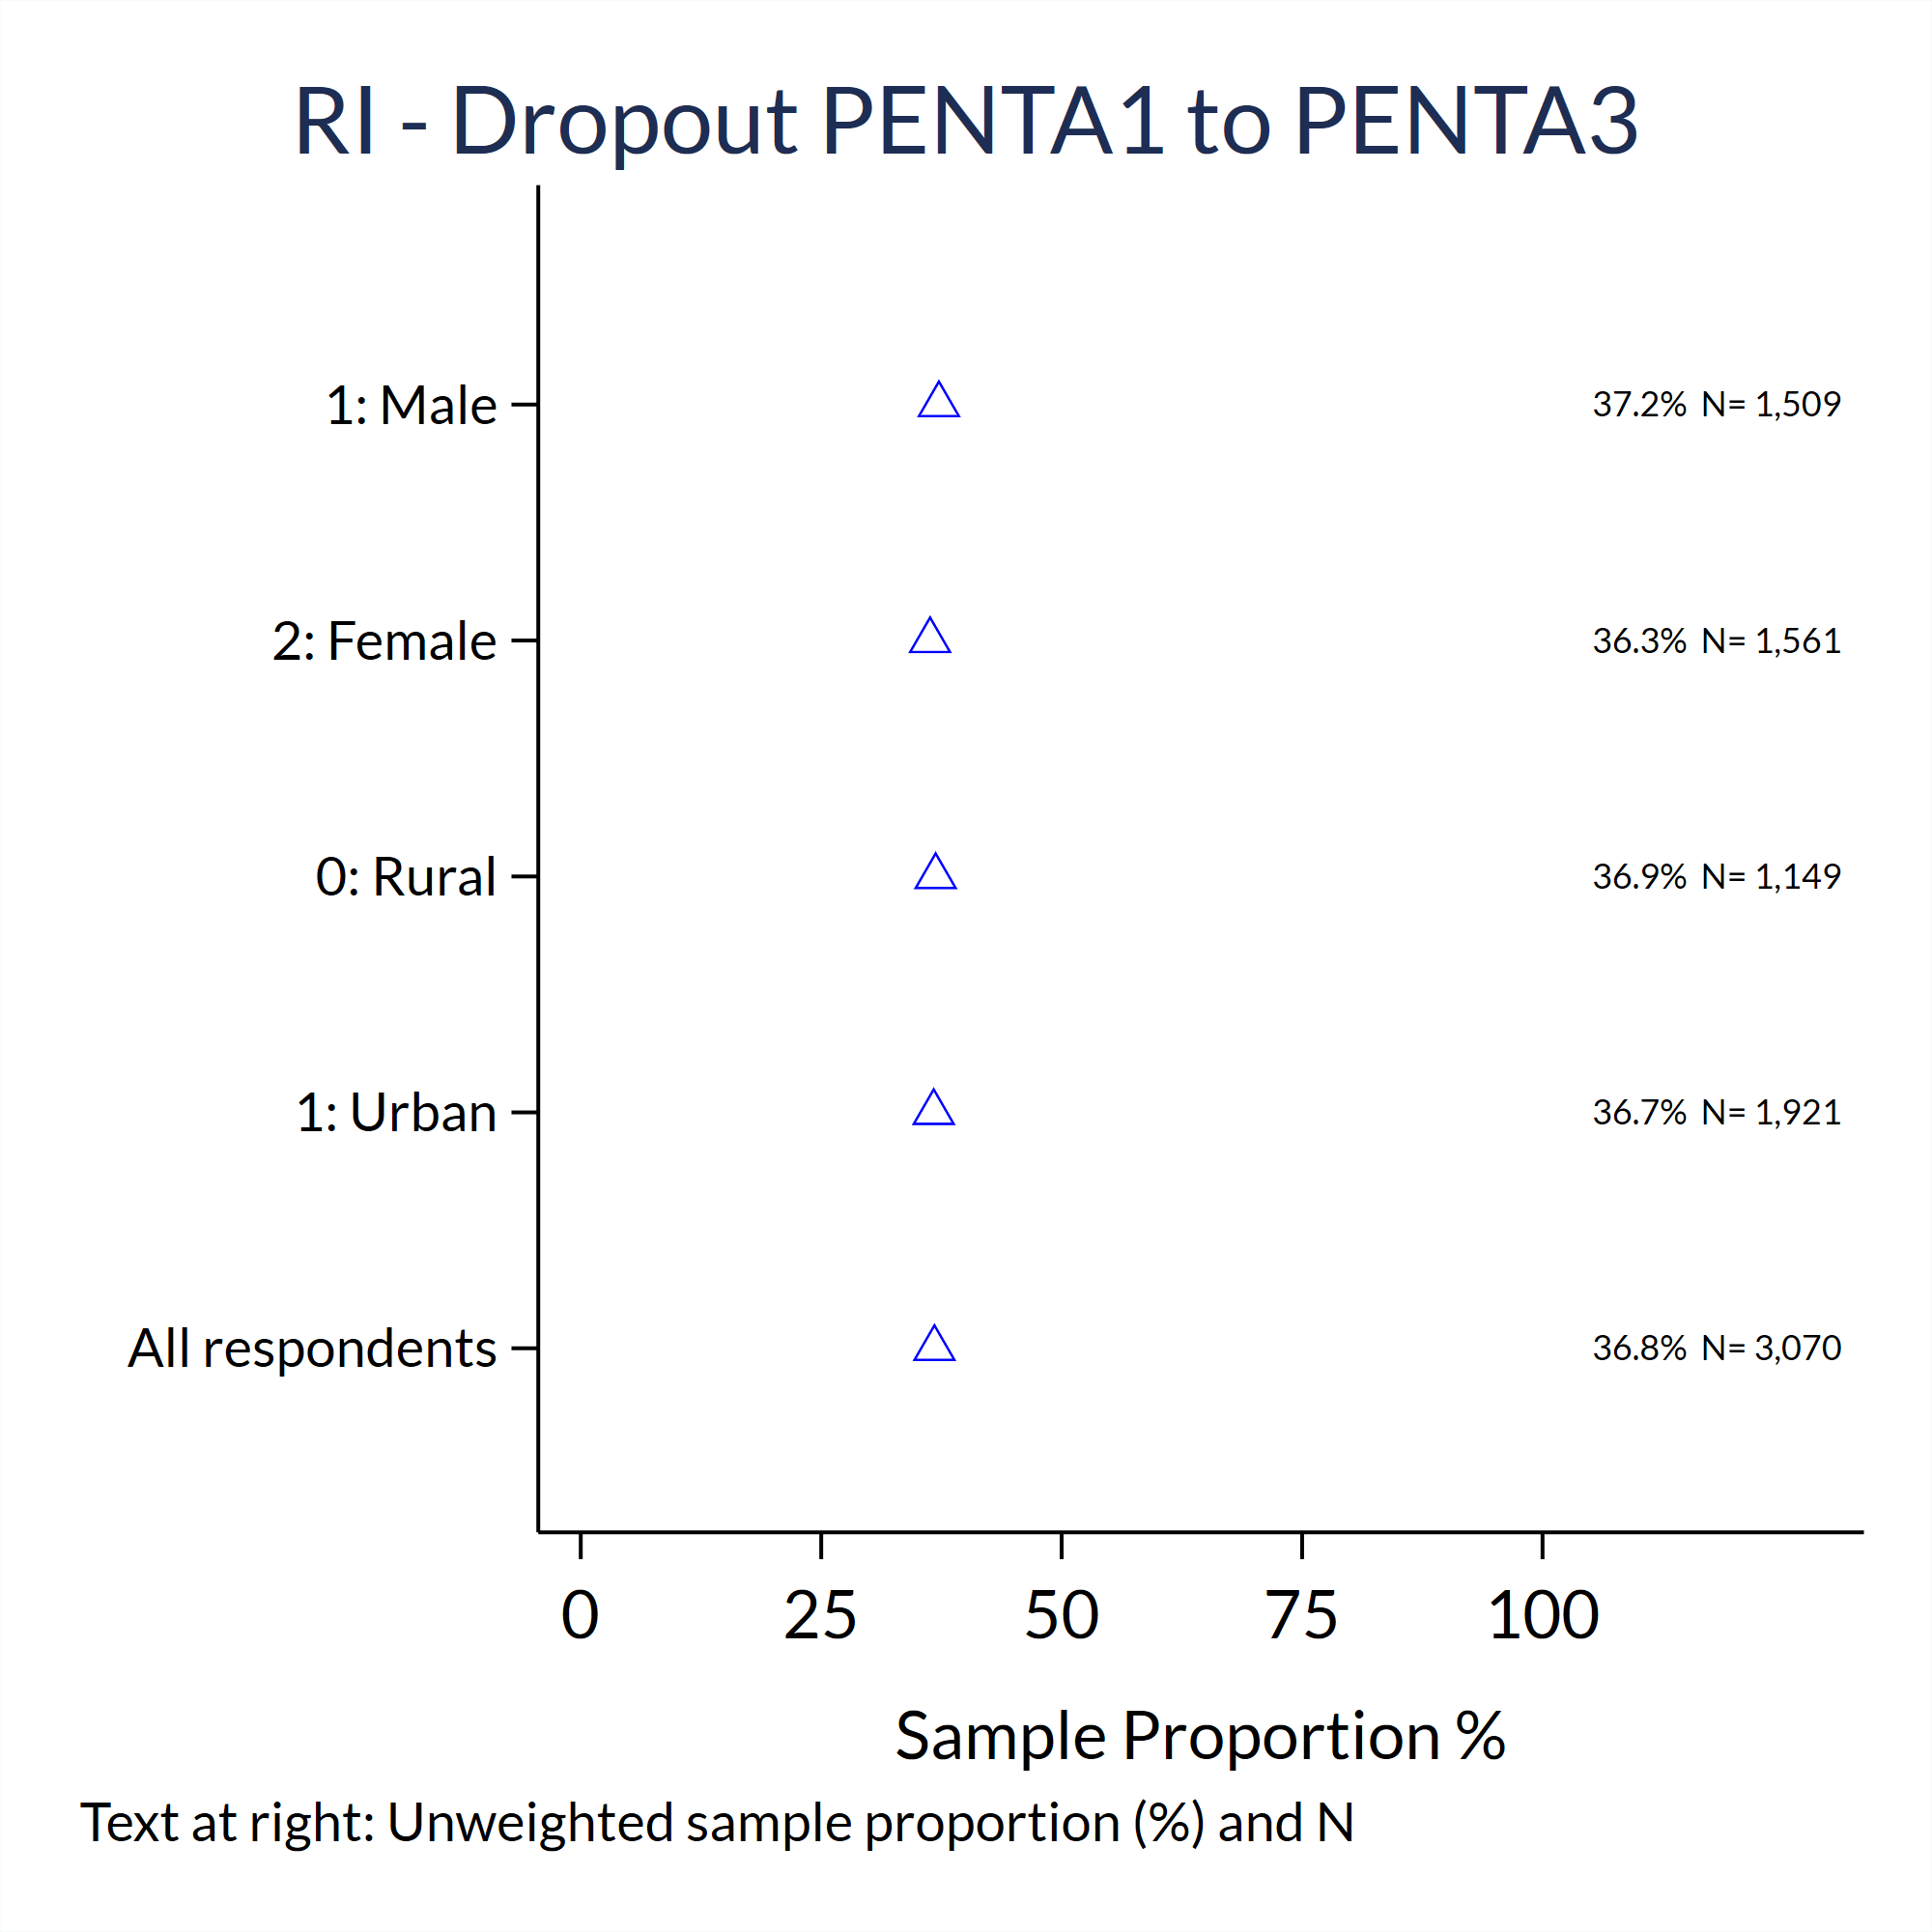 RI - Dropout PENTA1 to PENTA3
1: Male 37.2% N= 1,509
2: Female 36.3% N= 1,561
0: Rural 36.9% N= 1,149
1: Urban 36.7% N= 1,921
All respondents 36.8% N= 3,070
0 25 50 75 100
Sample Proportion %
Text at right: Unweighted sample proportion (%) and N